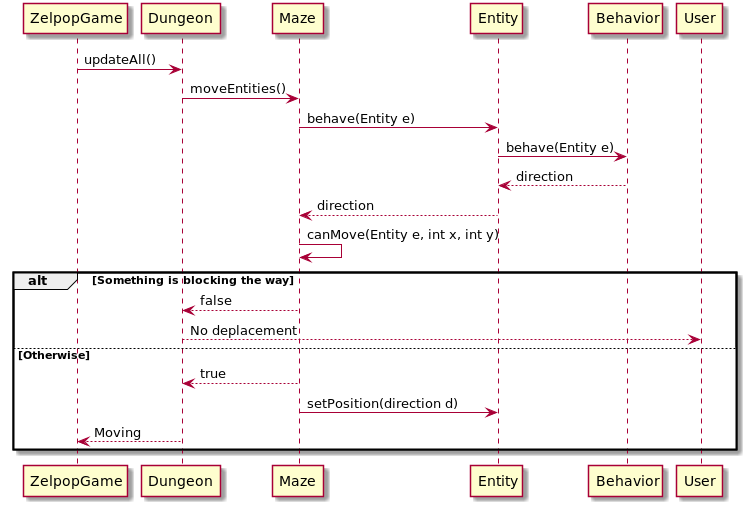 ZelpopGame Dungeon Maze Entity Behavior User
updateAll()
moveEntities()
behave(Entity e)
behave(Entity e)
direction
direction
canMove(Entity e, int x, int y)
alt [Something is blocking the way]
false
No deplacement
[Otherwise]
true
setPosition(direction d)
Moving
ZelpopGame Dungeon Maze Entity Behavior User